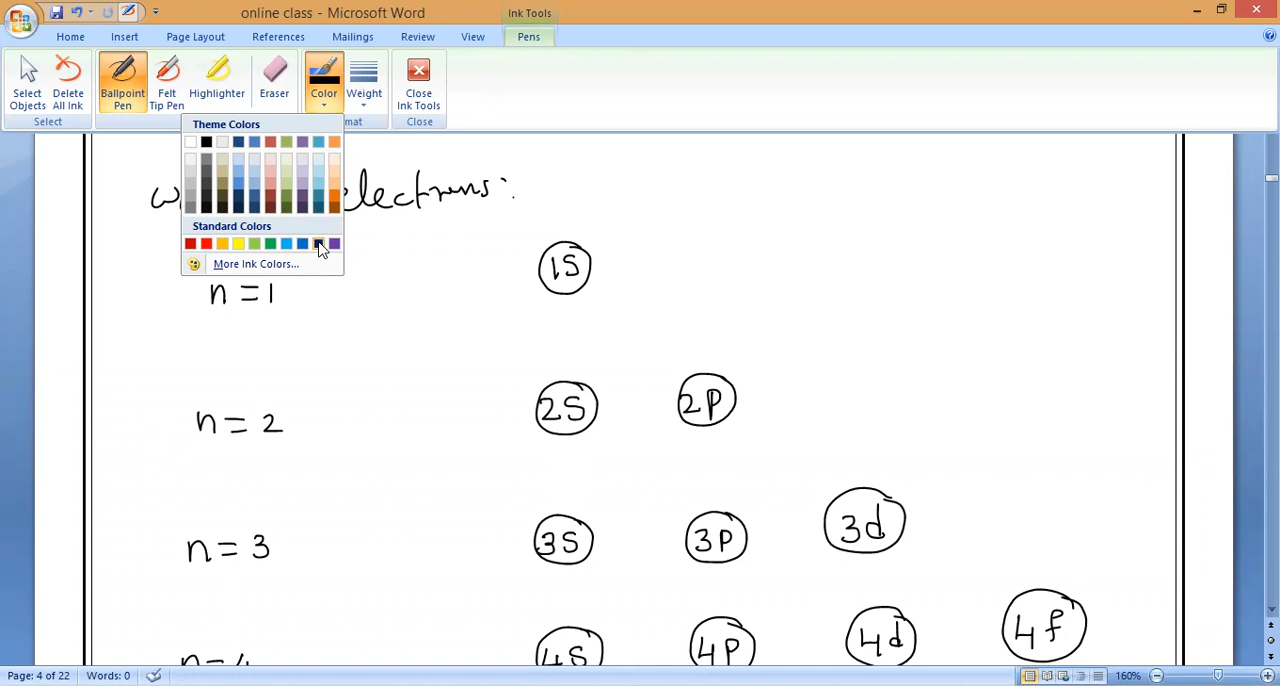 online class - Microsoft Word
Ink Tools
Home Insert Page Layout References Mailings Review View Pens
Select Objects
Delete All Ink
Ballpoint Pen
Felt Tip Pen
Highlighter
Eraser
Color
Weight
Close Ink Tools
Select
mat
Close
Theme Colors
Standard Colors
More Ink Colors...
electrons:
n = 1 1S
n = 2 2S 2P
n = 3 3S 3P 3d
4S 4P 4d 4f
Page: 4 of 22 Words: 0 160%